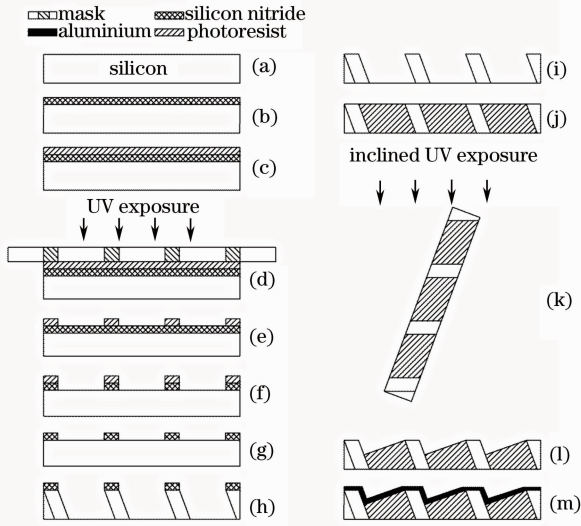 mask silicon nitride
aluminium photoresist
silicon (a)
(b)
(c)
UV exposure
(d)
(e)
(f)
(g)
(h)
(i)
(j)
inclined UV exposure
(k)
(l)
(m)